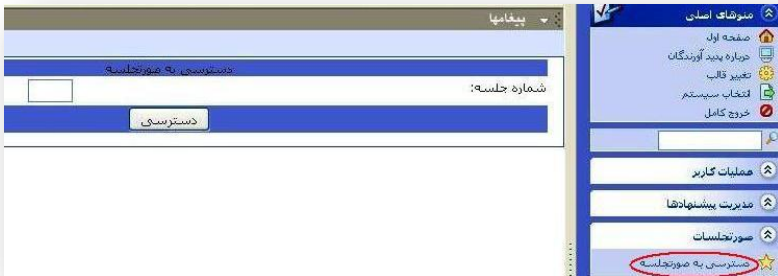 منوهای اصلی
صفحه اول
درباره پدید آورندگان
تغییر قالب
انتخاب سیستم
خروج کامل
عملیات کاربر
مدیریت پیشنهادها
صورتجلسات
دسترسی به صورتجلسه
پیغامها
دسترسی به صورتجلسه
شماره جلسه:
دسترسی